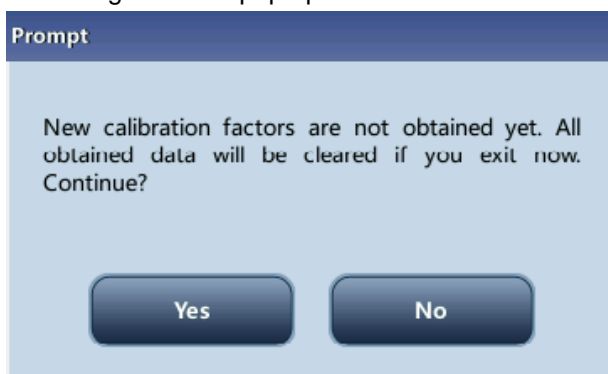 Prompt
New calibration factors are not obtained yet. All
obtained data will be cleared if you exit now.
Continue?
Yes
No